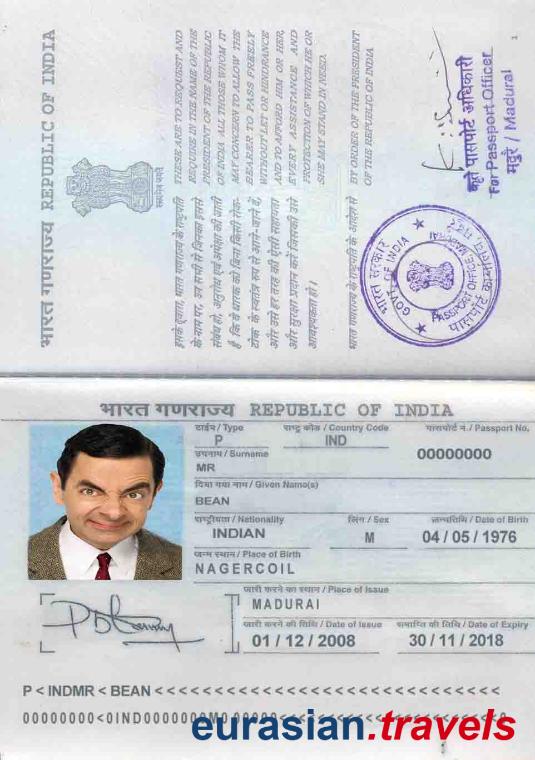 भारत गणराज्य REPUBLIC OF INDIA
सत्यमेव जयते
इसके द्वारा, भारत गणराज्य के राष्ट्रपति
के नाम पर, उन सभी से जिनका इससे
संबंध हो, अनुरोध एवं अपेक्षा की जाती
है कि वे धारक को बिना किसी रोक-
टोक के स्वतंत्र रूप से आने-जाने दें,
और उसे हर तरह की ऐसी सहायता
और सुरक्षा प्रदान करें जिसकी उसे
आवश्यकता हो।
भारत गणराज्य के राष्ट्रपति के आदेश से
THESE ARE TO REQUEST AND
REQUIRE IN THE NAME OF THE
PRESIDENT OF THE REPUBLIC
OF INDIA ALL THOSE WHOM IT
MAY CONCERN TO ALLOW THE
BEARER TO PASS FREELY
WITHOUT LET OR HINDRANCE
AND TO AFFORD HIM OR HER,
EVERY ASSISTANCE AND
PROTECTION OF WHICH HE OR
SHE MAY STAND IN NEED.
BY ORDER OF THE PRESIDENT
OF THE REPUBLIC OF INDIA
भारत सरकार
GOVT OF INDIA
PASSPORT OFFICE
पासपोर्ट कार्यालय
कृते पासपोर्ट अधिकारी
For Passport Officer
मदुरै / Madurai
1
भारत गणराज्य REPUBLIC OF INDIA
टाईप / Type
राष्ट्र कोड / Country Code
पासपोर्ट नं. / Passport No.
P
IND
00000000
उपनाम / Surname
MR
दिया गया नाम / Given Name(s)
BEAN
राष्ट्रीयता / Nationality
लिंग / Sex
जन्मतिथि / Date of Birth
INDIAN
M
04 / 05 / 1976
जन्म स्थान / Place of Birth
NAGERCOIL
जारी करने का स्थान / Place of Issue
MADURAI
जारी करने की तिथि / Date of Issue
समाप्ति की तिथि / Date of Expiry
01 / 12 / 2008
30 / 11 / 2018
P < INDMR < BEAN < < < < < < < < < < < < < < < < < < < < < < < < < < < < <
00000000<0IND0000000M0
eurasian.travels